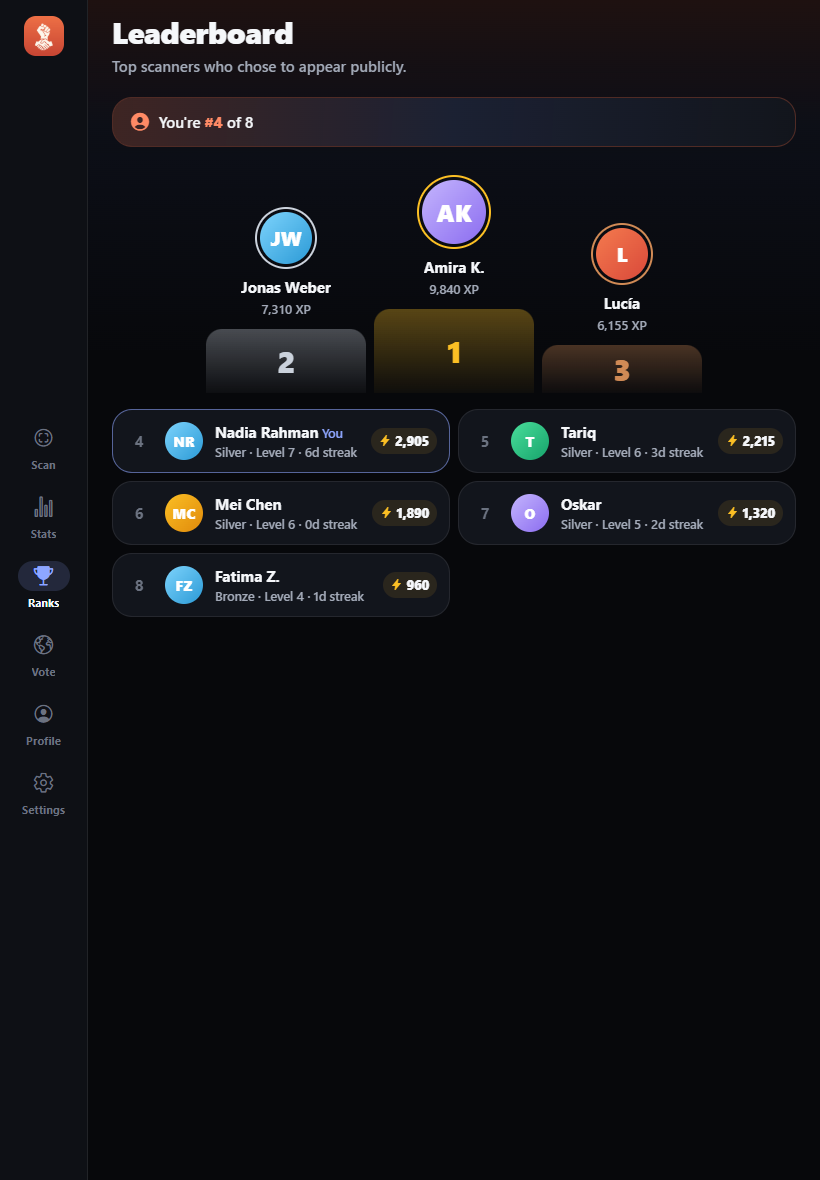 Leaderboard
Top scanners who chose to appear publicly.
You're #4 of 8
AK
Amira K.
9,840 XP
1
JW
Jonas Weber
7,310 XP
2
L
Lucía
6,155 XP
3
4 NR Nadia Rahman You 2,905
Silver · Level 7 · 6d streak
5 T Tariq 2,215
Silver · Level 6 · 3d streak
6 MC Mei Chen 1,890
Silver · Level 6 · 0d streak
7 O Oskar 1,320
Silver · Level 5 · 2d streak
8 FZ Fatima Z. 960
Bronze · Level 4 · 1d streak
Scan
Stats
Ranks
Vote
Profile
Settings